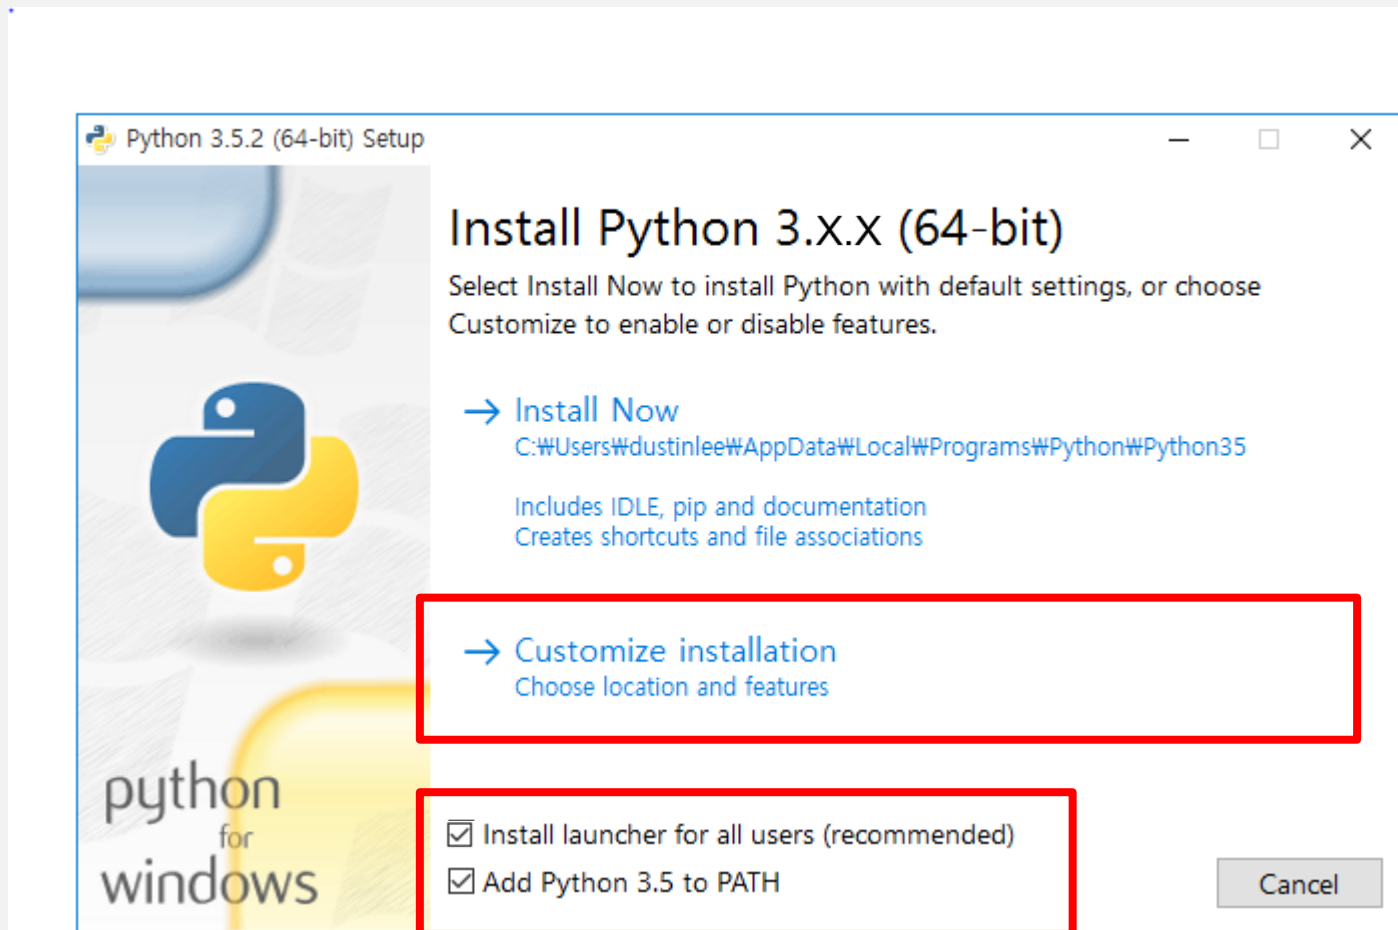 Python 3.5.2 (64-bit) Setup
Install Python 3.x.x (64-bit)
Select Install Now to install Python with default settings, or choose
Customize to enable or disable features.
Install Now
C:₩Users₩dustinlee₩AppData₩Local₩Programs₩Python₩Python35
Includes IDLE, pip and documentation
Creates shortcuts and file associations
Customize installation
Choose location and features
python
for
windows
Install launcher for all users (recommended)
Add Python 3.5 to PATH
Cancel